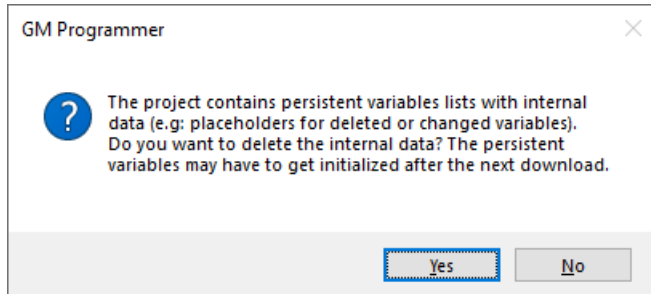 GM Programmer
?
The project contains persistent variables lists with internal
data (e.g: placeholders for deleted or changed variables).
Do you want to delete the internal data? The persistent
variables may have to get initialized after the next download.
Yes
No